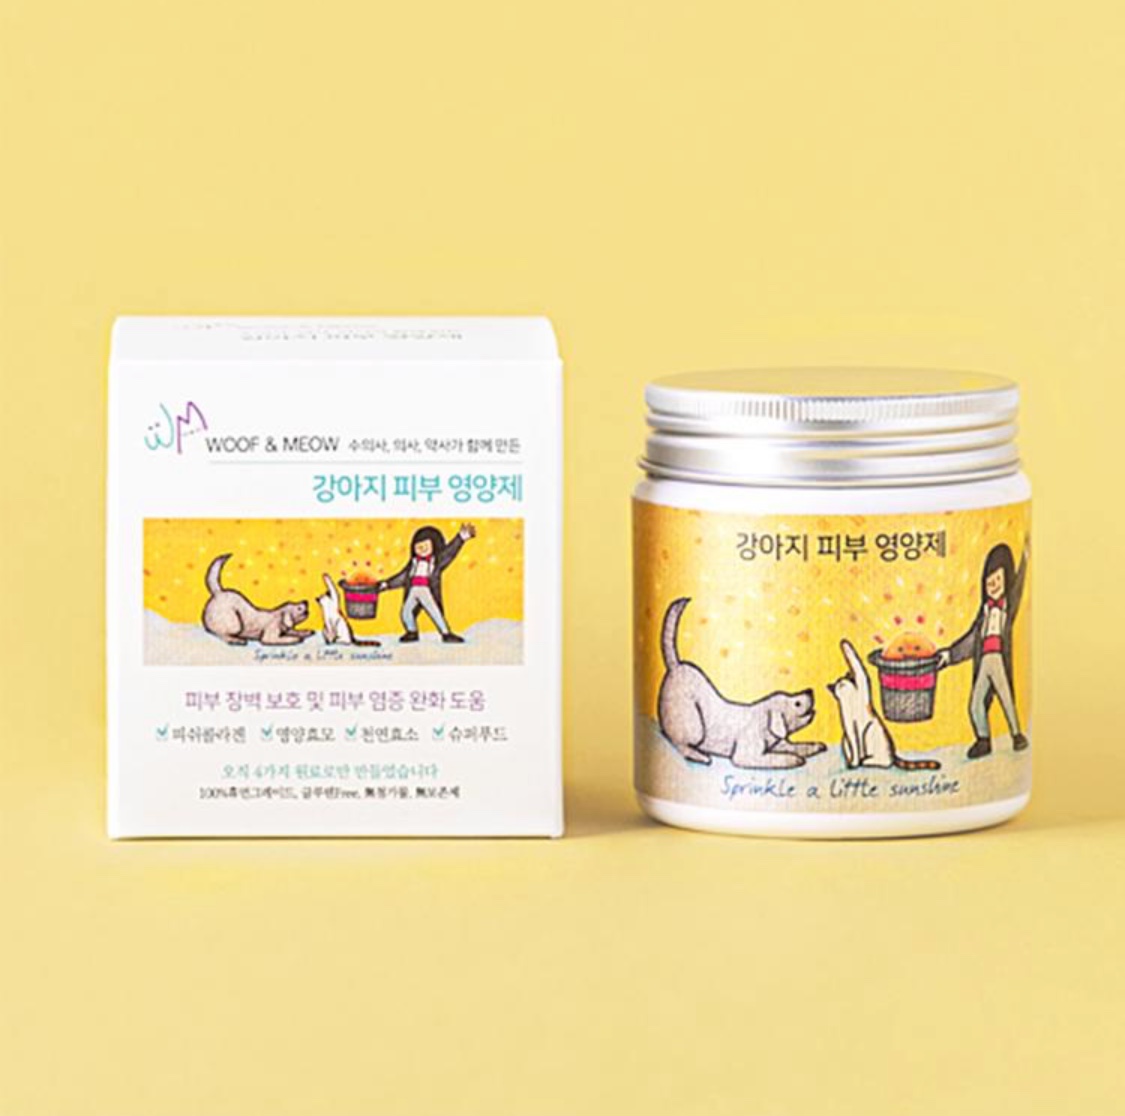 WM WOOF & MEOW 수의사, 의사, 약사가 함께 만든
강아지 피부 영양제
Sprinkle a little sunshine
피부 장벽 보호 및 피부 염증 완화 도움
피쉬콜라겐 영양효모 천연효소 슈퍼푸드
오직 4가지 원료로만 만들었습니다
100%휴먼그레이드, 글루텐Free, 無첨가물, 無보존제
강아지 피부 영양제
Sprinkle a little sunshine